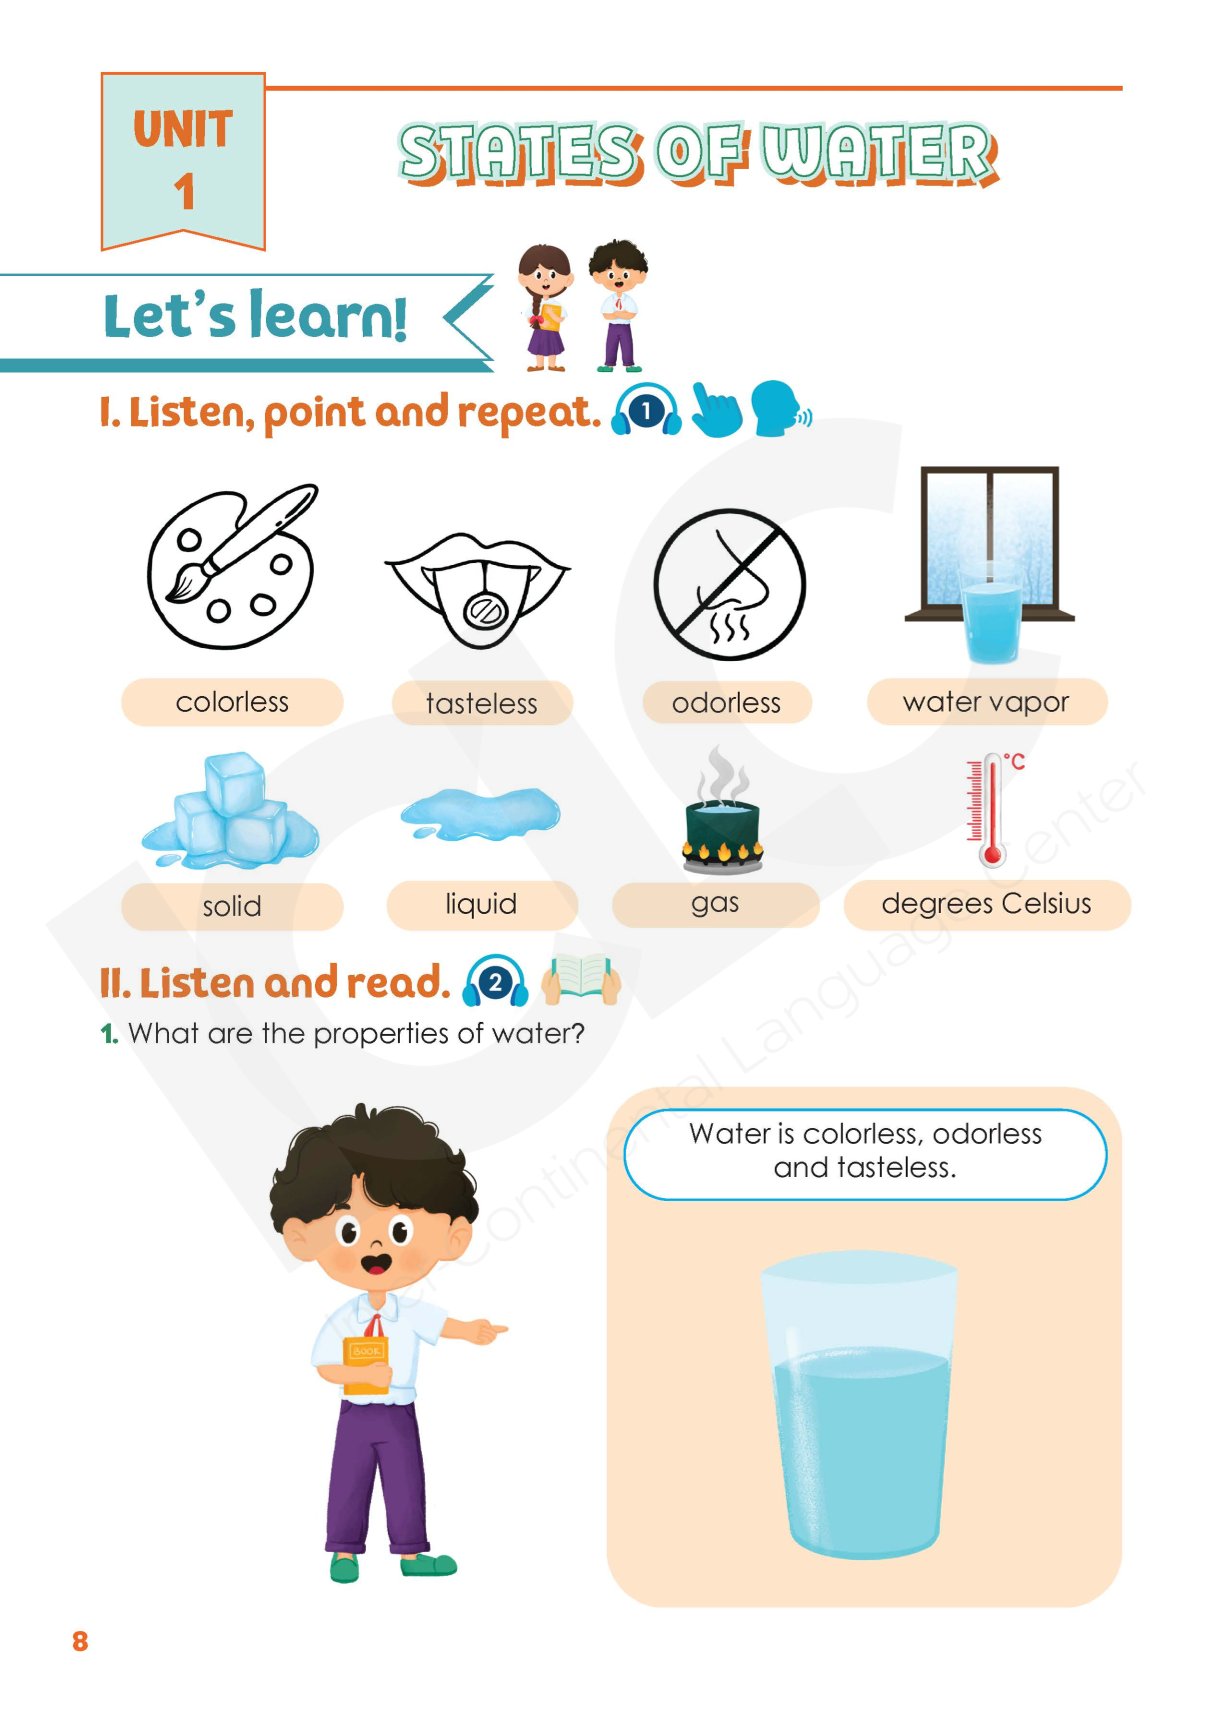 UNIT
1
STATES OF WATER
Let's learn!
I. Listen, point and repeat. 1
colorless tasteless odorless water vapor
°C
solid liquid gas degrees Celsius
II. Listen and read. 2
1. What are the properties of water?
Water is colorless, odorless
and tasteless.
BOOK
8
Inter Continental Language Center